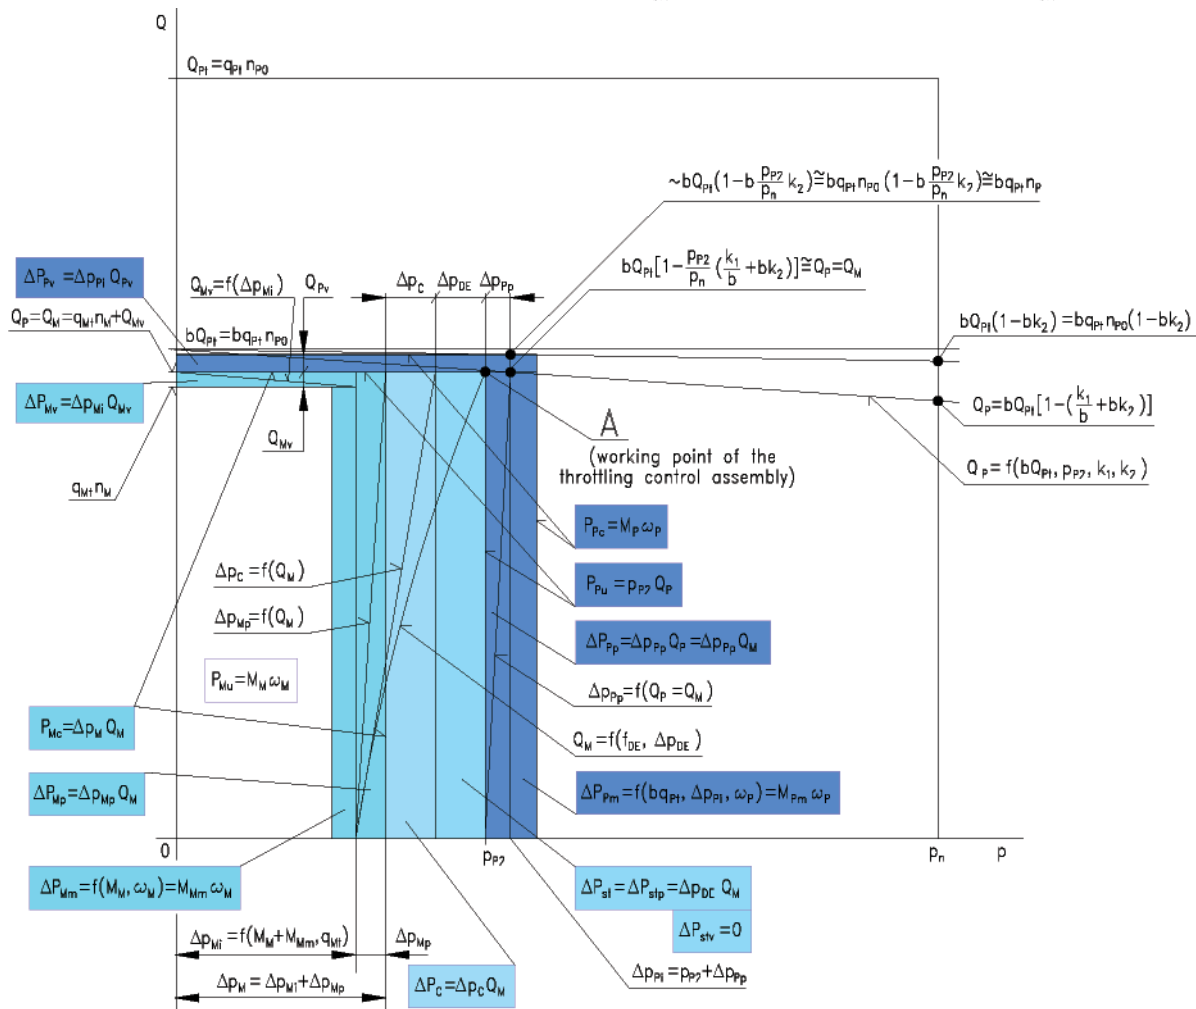 Q
Q_Pt = q_Pt n_P0
~bQ_Pt(1−b p_P2/p_n k_2)≅bq_Pt n_P0 (1−b p_P2/p_n k_2)≅bq_Pt n_P
bQ_Pt[1−p_P2/p_n (k_1/b +bk_2)]≅Q_P=Q_M
ΔP_Pv =Δp_Pi Q_Pv
Q_Mv=f(Δp_Mi)
Q_Pv
Δp_C
Δp_DE
Δp_Pp
Q_P=Q_M=q_Mt n_M+Q_Mv
bQ_Pt=bq_Pt n_P0
bQ_Pt(1−bk_2)=bq_Pt n_P0(1−bk_2)
ΔP_Mv=Δp_Mi Q_Mv
Q_P=bQ_Pt[1−(k_1/b +bk_2)]
Q_Mv
A
(working point of the
throttling control assembly)
Q_P=f(bQ_Pt, p_P2, k_1, k_2)
q_Mt n_M
P_Pc=M_P ω_P
Δp_C=f(Q_M)
P_Pu=p_P2 Q_P
Δp_Mp=f(Q_M)
ΔP_Pp=Δp_Pp Q_P=Δp_Pp Q_M
P_Mu=M_M ω_M
Δp_Pp=f(Q_P=Q_M)
P_Mc=Δp_M Q_M
Q_M=f(f_DE, Δp_DE)
ΔP_Mp=Δp_Mp Q_M
ΔP_Pm=f(bq_Pt, Δp_Pi, ω_P)=M_Pm ω_P
0
p_P2
p_n
p
ΔP_Mm=f(M_M, ω_M)=M_Mm ω_M
ΔP_st=ΔP_stp=Δp_DE Q_M
ΔP_stv=0
Δp_Mi=f(M_M+M_Mm, q_Mt)
Δp_Mp
Δp_M = Δp_Mi+Δp_Mp
ΔP_C=Δp_C Q_M
Δp_Pi=p_P2+Δp_Pp